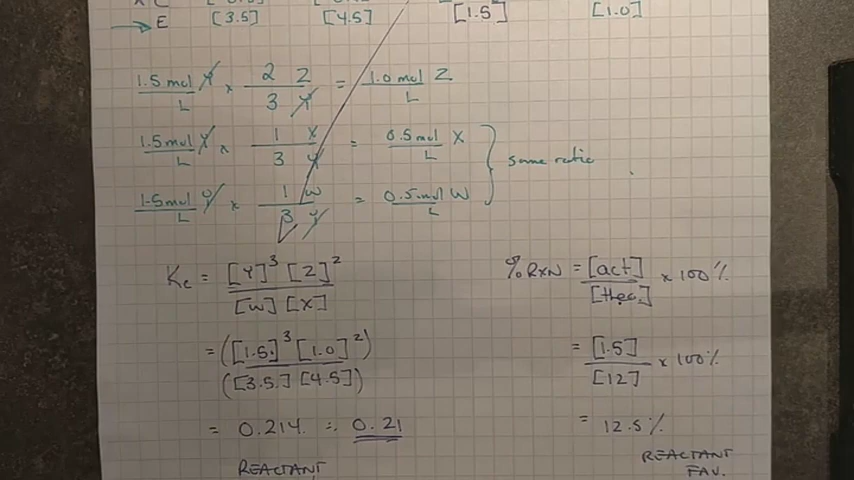 E [3.5] [4.5] [1.5] [1.0]
1.5 mol Y/L x 2 Z/3 Y = 1.0 mol Z/L
1.5 mol Y/L x 1 X/3 Y = 0.5 mol X/L
same ratio
1.5 mol Y/L x 1 W/3 Y = 0.5 mol W/L
Kc = [Y]³ [Z]²/[W] [X]
= ([1.5]³ [1.0]²)/([3.5] [4.5])
= 0.214 ∴ 0.21
REACTANT
% RXN = [act]/[theo.] x 100%
= [1.5]/[12] x 100%
= 12.5%
REACTANT
FAV.